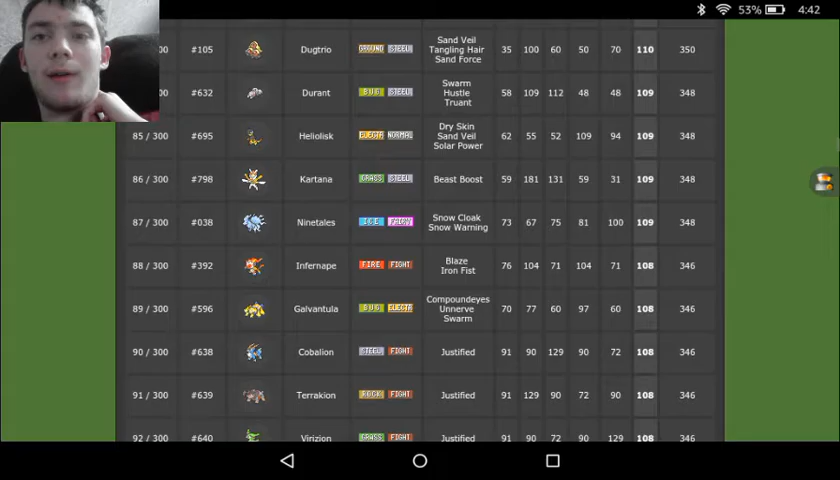 53% 4:42
#105 Dugtrio GROUND STEEL Sand Veil Tangling Hair Sand Force 35 100 60 50 70 110 350
#632 Durant BUG STEEL Swarm Hustle Truant 58 109 112 48 48 109 348
85 / 300 #695 Heliolisk ELECTR NORMAL Dry Skin Sand Veil Solar Power 62 55 52 109 94 109 348
86 / 300 #798 Kartana GRASS STEEL Beast Boost 59 181 131 59 31 109 348
87 / 300 #038 Ninetales ICE FAIRY Snow Cloak Snow Warning 73 67 75 81 100 109 348
88 / 300 #392 Infernape FIRE FIGHT Blaze Iron Fist 76 104 71 104 71 108 346
89 / 300 #596 Galvantula BUG ELECTR Compoundeyes Unnerve Swarm 70 77 60 97 60 108 346
90 / 300 #638 Cobalion STEEL FIGHT Justified 91 90 129 90 72 108 346
91 / 300 #639 Terrakion ROCK FIGHT Justified 91 129 90 72 90 108 346
92 / 300 #640 Virizion GRASS FIGHT Justified 91 90 72 90 129 108 346